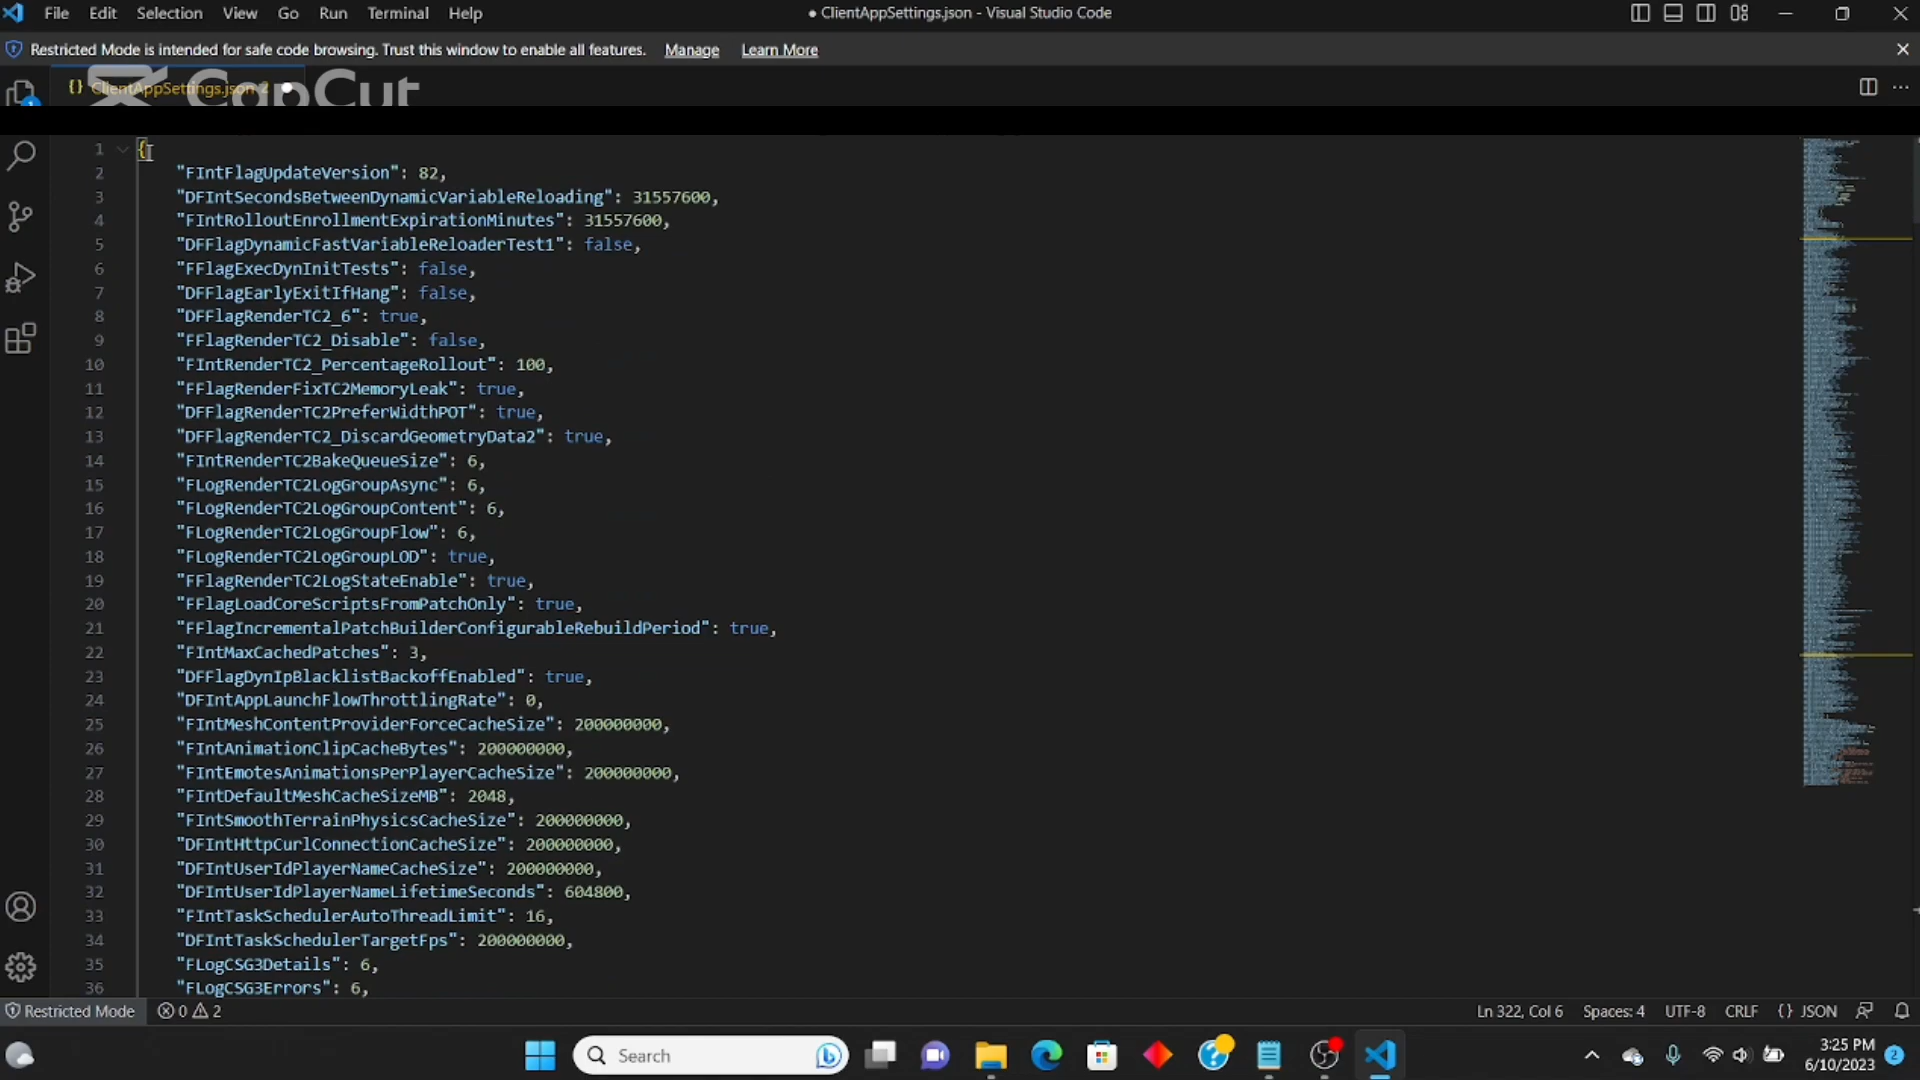 File Edit Selection View Go Run Terminal Help
● ClientAppSettings.json - Visual Studio Code
Restricted Mode is intended for safe code browsing. Trust this window to enable all features. Manage Learn More
{} ClientAppSettings.json 2
CapCut
1 {
2 "FIntFlagUpdateVersion": 82,
3 "DFIntSecondsBetweenDynamicVariableReloading": 31557600,
4 "FIntRolloutEnrollmentExpirationMinutes": 31557600,
5 "DFFlagDynamicFastVariableReloaderTest1": false,
6 "FFlagExecDynInitTests": false,
7 "DFFlagEarlyExitIfHang": false,
8 "DFFlagRenderTC2_6": true,
9 "FFlagRenderTC2_Disable": false,
10 "FIntRenderTC2_PercentageRollout": 100,
11 "FFlagRenderFixTC2MemoryLeak": true,
12 "DFFlagRenderTC2PreferWidthPOT": true,
13 "DFFlagRenderTC2_DiscardGeometryData2": true,
14 "FIntRenderTC2BakeQueueSize": 6,
15 "FLogRenderTC2LogGroupAsync": 6,
16 "FLogRenderTC2LogGroupContent": 6,
17 "FLogRenderTC2LogGroupFlow": 6,
18 "FLogRenderTC2LogGroupLOD": true,
19 "FFlagRenderTC2LogStateEnable": true,
20 "FFlagLoadCoreScriptsFromPatchOnly": true,
21 "FFlagIncrementalPatchBuilderConfigurableRebuildPeriod": true,
22 "FIntMaxCachedPatches": 3,
23 "DFFlagDynIpBlacklistBackoffEnabled": true,
24 "DFIntAppLaunchFlowThrottlingRate": 0,
25 "FIntMeshContentProviderForceCacheSize": 200000000,
26 "FIntAnimationClipCacheBytes": 200000000,
27 "FIntEmotesAnimationsPerPlayerCacheSize": 200000000,
28 "FIntDefaultMeshCacheSizeMB": 2048,
29 "FIntSmoothTerrainPhysicsCacheSize": 200000000,
30 "DFIntHttpCurlConnectionCacheSize": 200000000,
31 "DFIntUserIdPlayerNameCacheSize": 200000000,
32 "DFIntUserIdPlayerNameLifetimeSeconds": 604800,
33 "FIntTaskSchedulerAutoThreadLimit": 16,
34 "DFIntTaskSchedulerTargetFps": 200000000,
35 "FLogCSG3Details": 6,
36 "FLogCSG3Errors": 6,
Restricted Mode 0 2 Ln 322, Col 6 Spaces: 4 UTF-8 CRLF {} JSON
Search
3:25 PM
6/10/2023 2